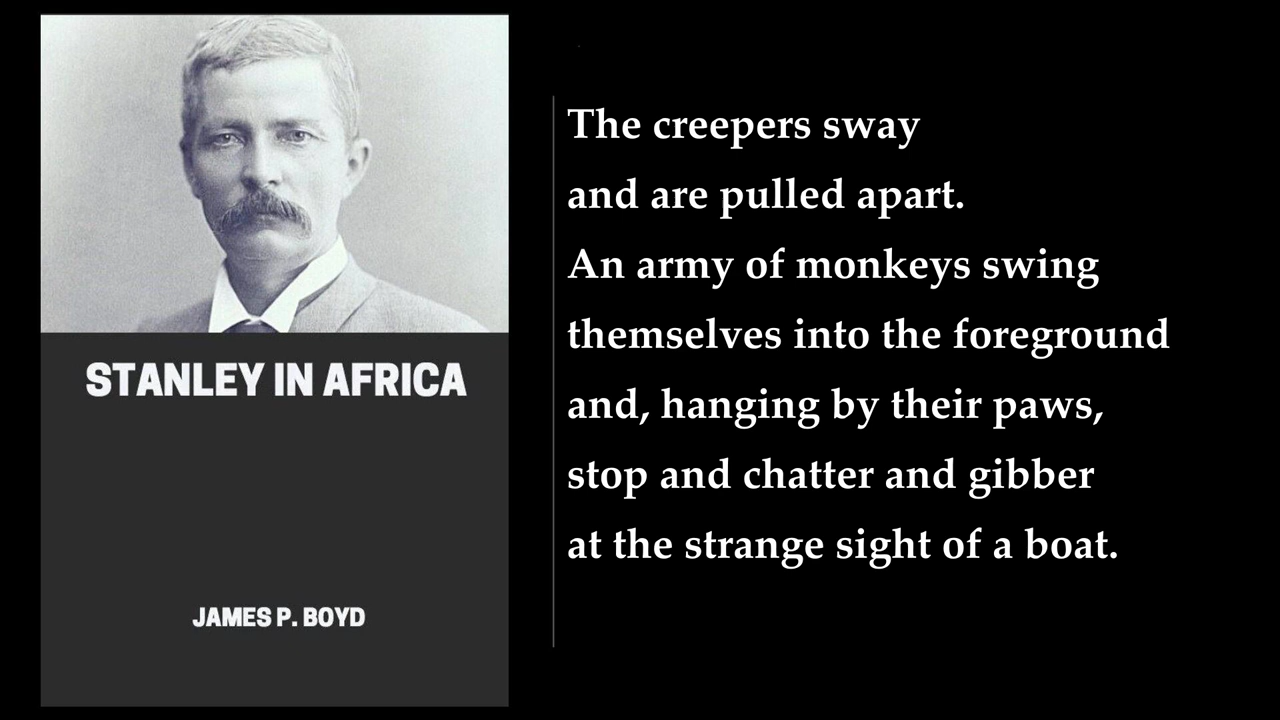 STANLEY IN AFRICA
JAMES P. BOYD
The creepers sway
and are pulled apart.
An army of monkeys swing
themselves into the foreground
and, hanging by their paws,
stop and chatter and gibber
at the strange sight of a boat.